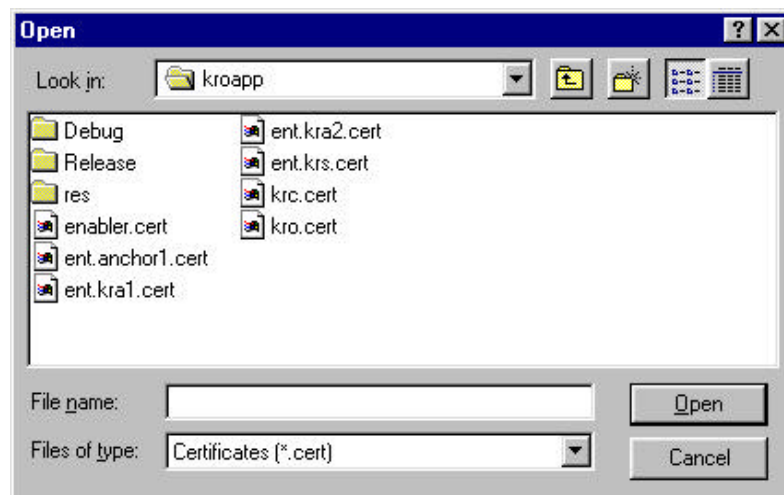 Open
Look in:
kroapp
Debug
Release
res
enabler.cert
ent.anchor1.cert
ent.kra1.cert
ent.kra2.cert
ent.krs.cert
krc.cert
kro.cert
File name:
Open
Files of type:
Certificates (*.cert)
Cancel